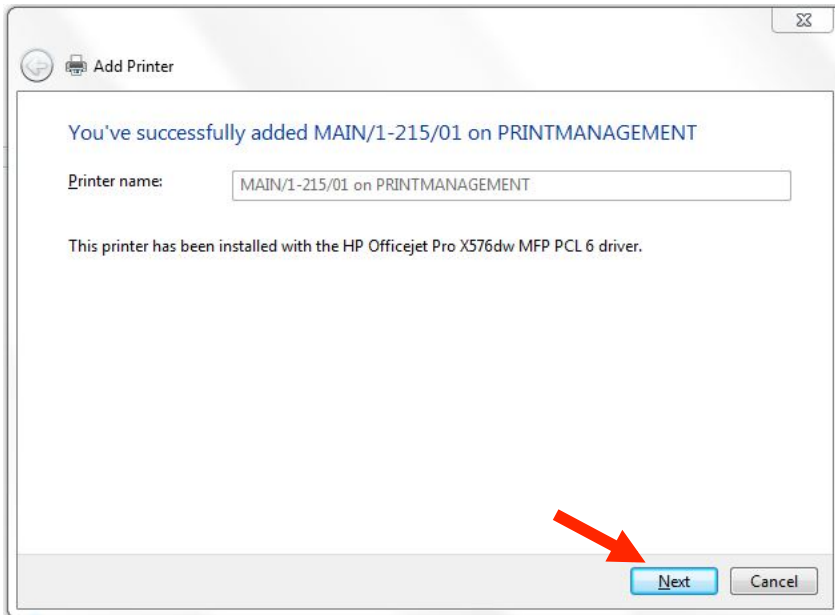 Add Printer
You've successfully added MAIN/1-215/01 on PRINTMANAGEMENT
Printer name: MAIN/1-215/01 on PRINTMANAGEMENT
This printer has been installed with the HP Officejet Pro X576dw MFP PCL 6 driver.
Next Cancel